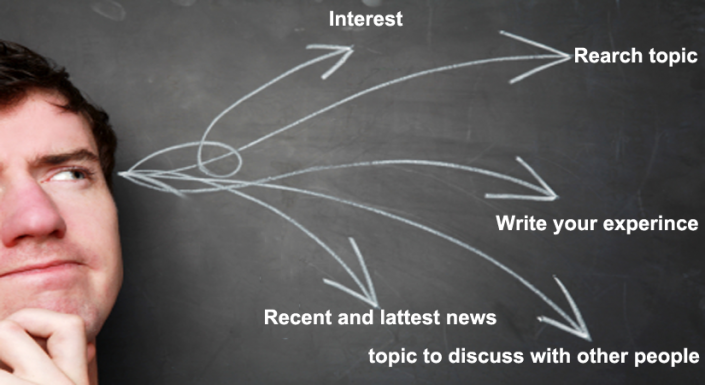 Interest
Rearch topic
Write your experince
Recent and lattest news
topic to discuss with other people